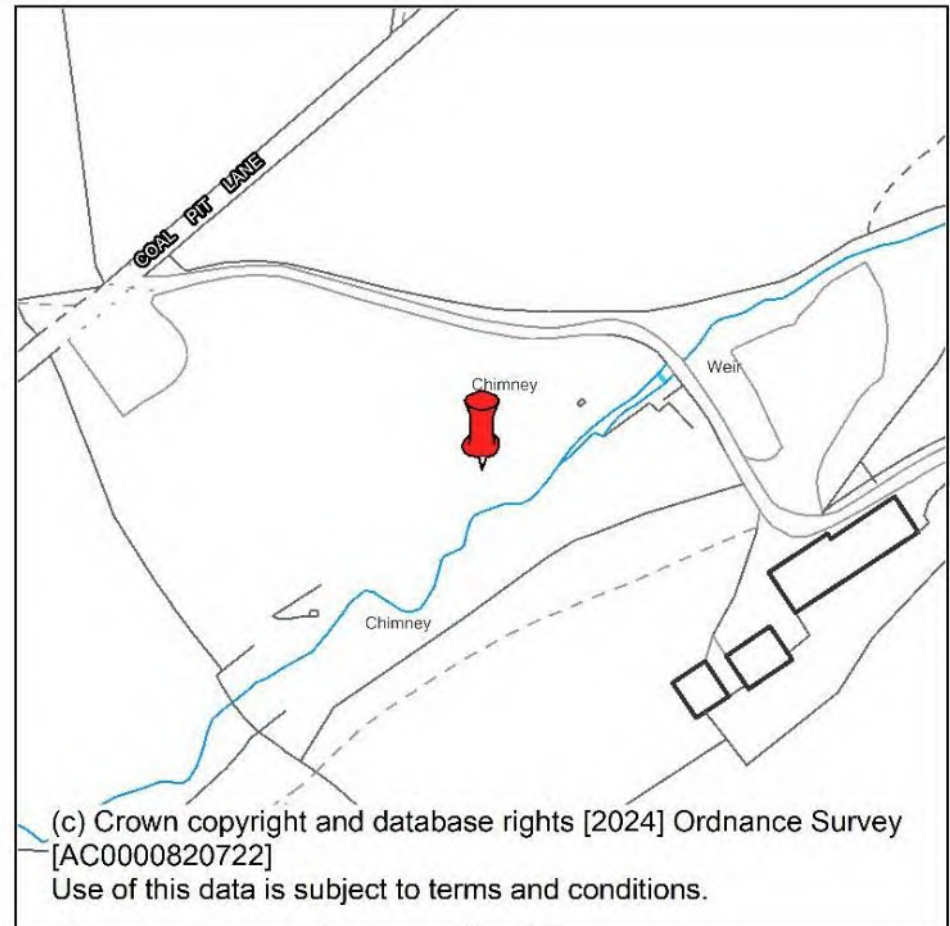 COAL PIT LANE
Chimney
Weir
Chimney
(c) Crown copyright and database rights [2024] Ordnance Survey
[AC0000820722]
Use of this data is subject to terms and conditions.